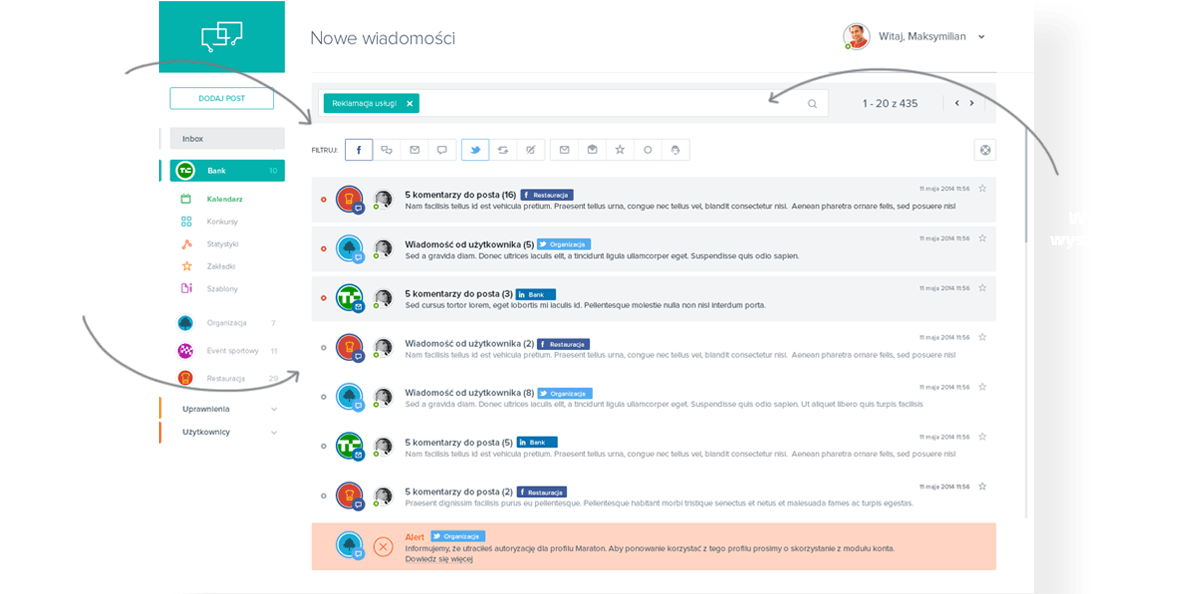 Nowe wiadomości
Witaj, Maksymilian
DODAJ POST
Reklamacja usługi
1 - 20 z 435
FILTRUJ:
Inbox
Bank 10
Kalendarz
Konkursy
Statystyki
Zakładki
Szablony
Organizacja 7
Event sportowy 11
Restauracja 29
Uprawnienia
Użytkownicy
5 komentarzy do posta (16) Restauracja 11 maja 2014 11:56
Nam facilisis tellus id est vehicula pretium. Praesent tellus urna, congue nec tellus vel, blandit consectetur nisi. Aenean pharetra ornare felis, sed posuere nisl
Wiadomość od użytkownika (5) Organizacja 11 maja 2014 11:56
Sed a gravida diam. Donec ultrices iaculis elit, a tincidunt ligula ullamcorper eget. Suspendisse quis odio sapien.
5 komentarzy do posta (3) in Bank 11 maja 2014 11:56
Sed cursus tortor lorem, eget lobortis mi iaculis id. Pellentesque molestie nulla non nisl interdum porta.
Wiadomość od użytkownika (2) Restauracja 11 maja 2014 11:56
Nam facilisis tellus id est vehicula pretium. Praesent tellus urna, congue nec tellus vel, blandit consectetur nisi. Aenean pharetra ornare felis, sed posuere nisl
Wiadomość od użytkownika (8) Organizacja 11 maja 2014 11:56
Sed a gravida diam. Donec ultrices iaculis elit, a tincidunt ligula ullamcorper eget. Suspendisse quis odio sapien. Ut aliquet libero quis turpis facilisis
5 komentarzy do posta (5) in Bank 11 maja 2014 11:56
Nam facilisis tellus id est vehicula pretium. Praesent tellus urna, congue nec tellus vel, blandit consectetur nisi. Aenean pharetra ornare felis, sed posuere nisl
5 komentarzy do posta (2) Restauracja 11 maja 2014 11:56
Praesent dignissim facilisis purus eu pellentesque. Pellentesque habitant morbi tristique senectus et netus et malesuada fames ac turpis egestas.
Alert Organizacja
Informujemy, że utraciłeś autoryzację dla profilu Maraton. Aby ponowanie korzystać z tego profilu prosimy o skorzystanie z modułu konta.
Dowiedz się więcej